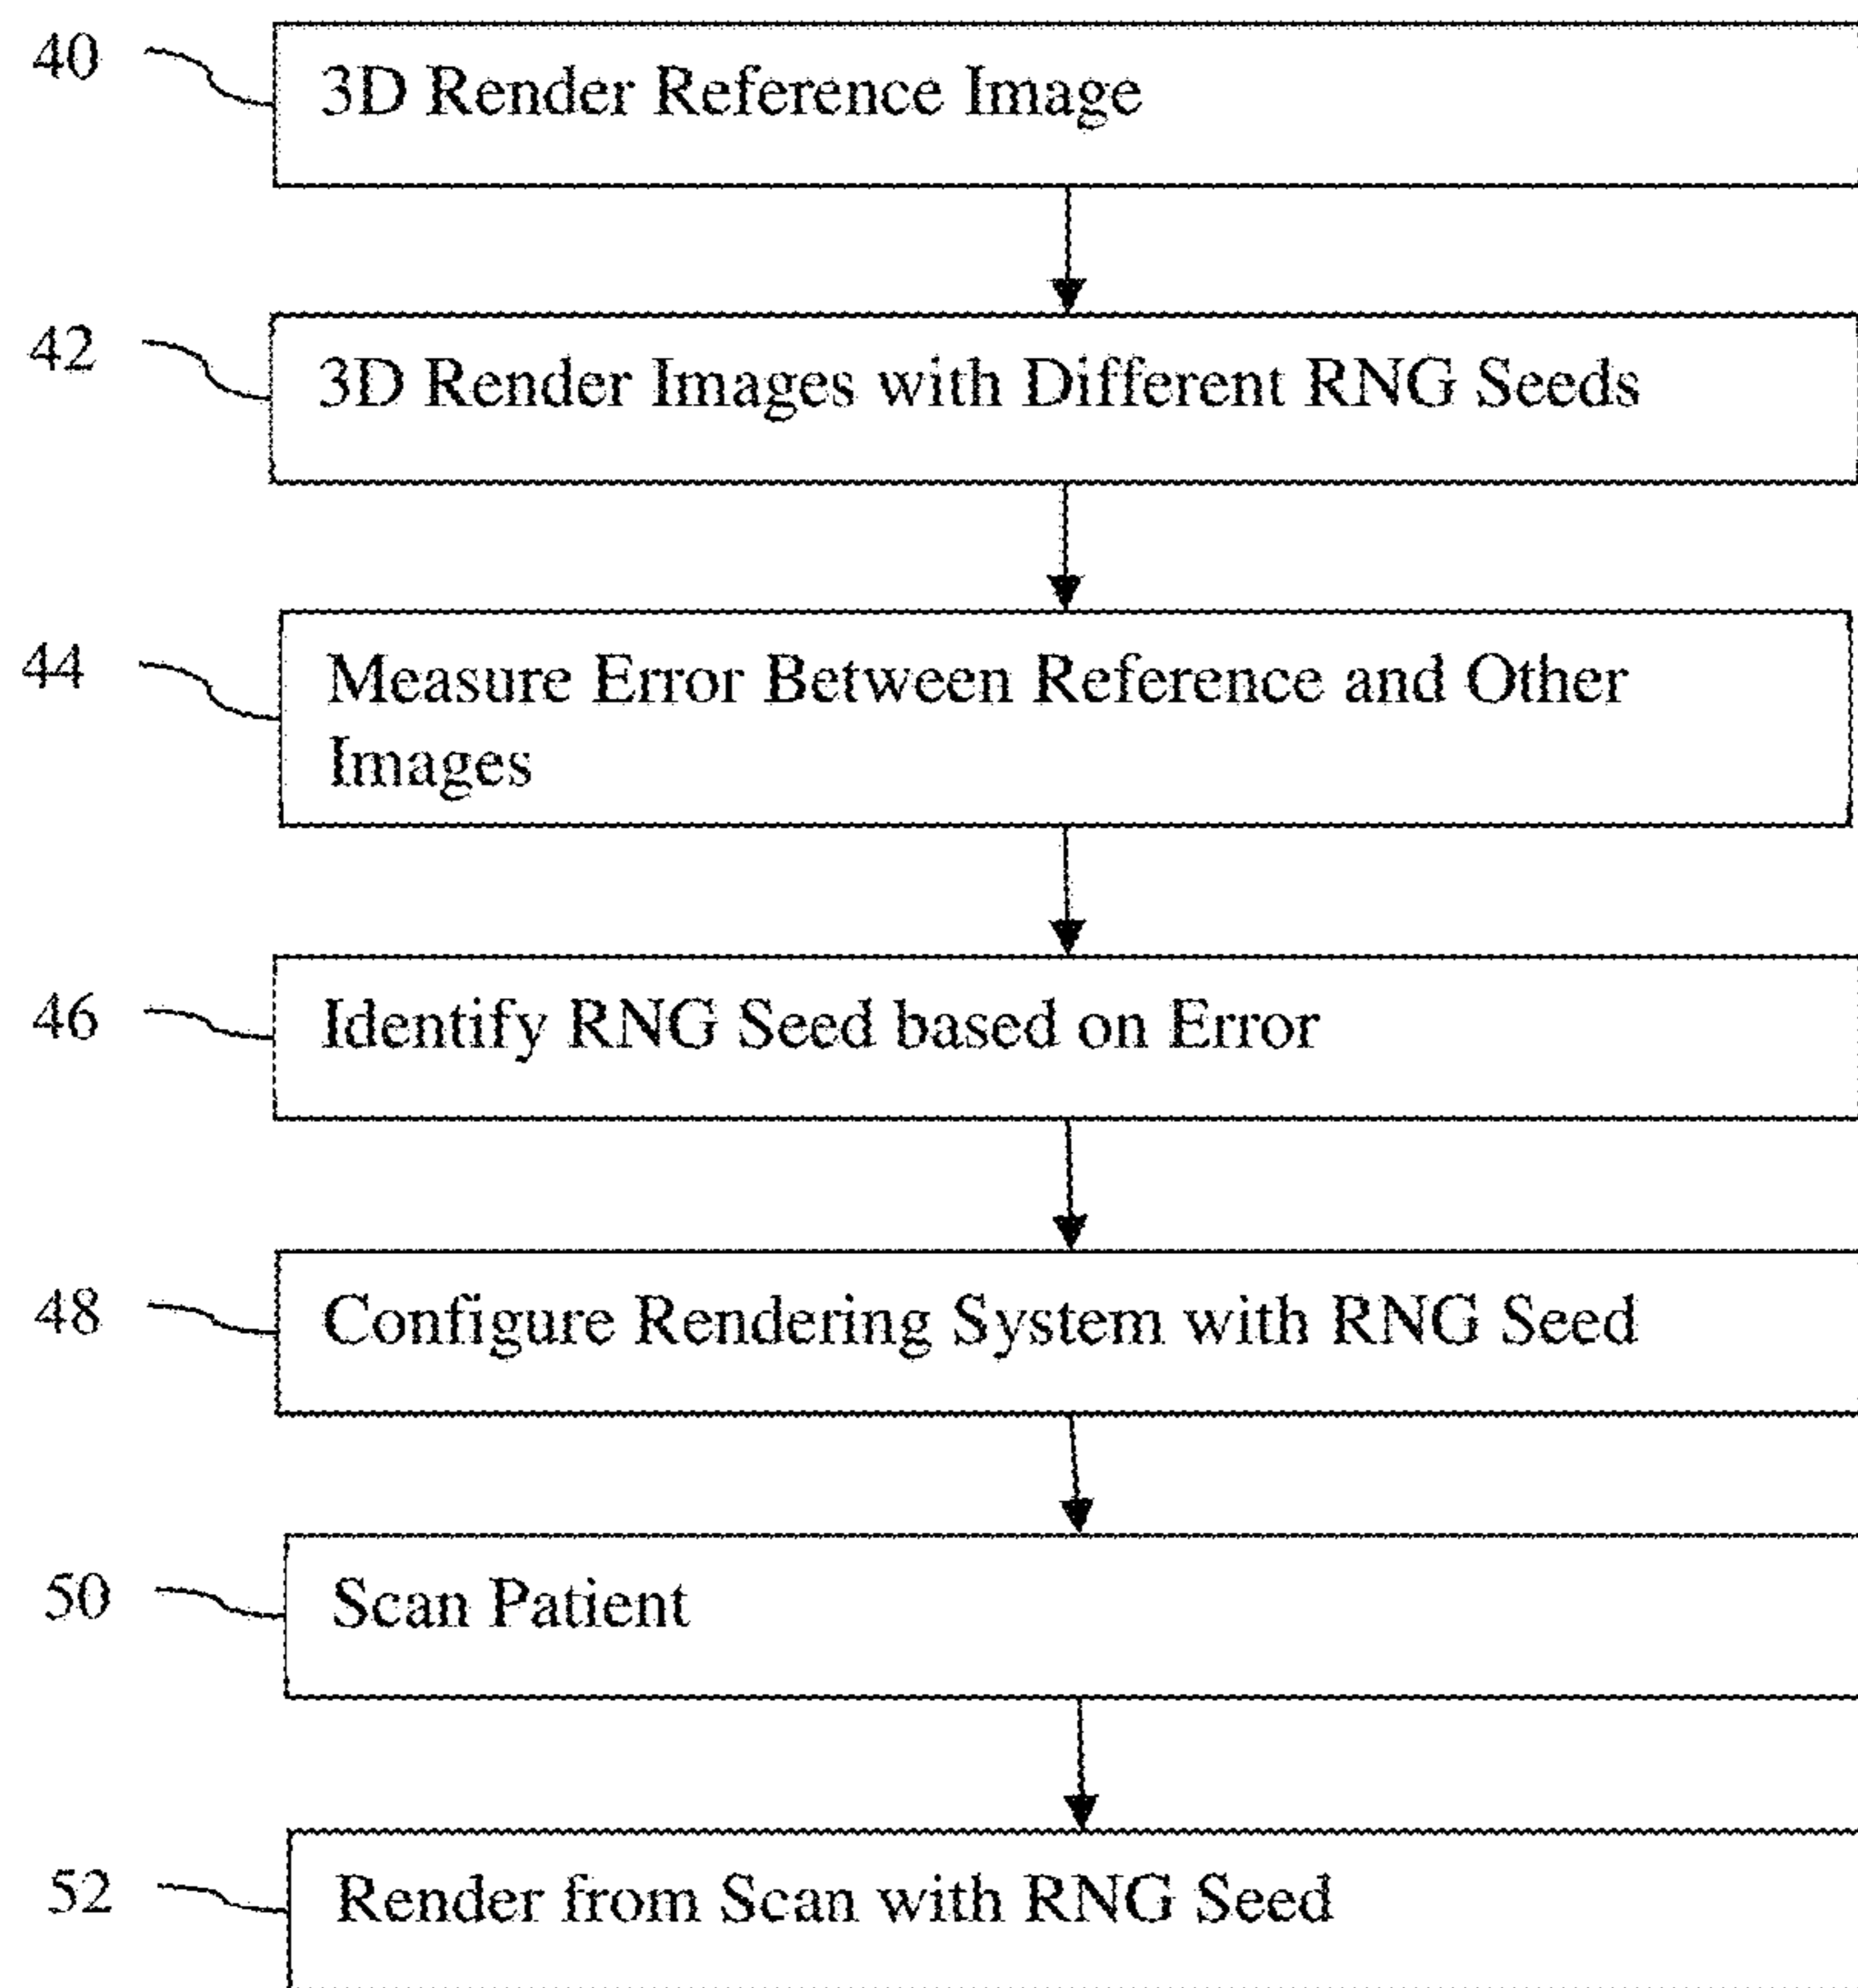 40 3D Render Reference Image
42 3D Render Images with Different RNG Seeds
44 Measure Error Between Reference and Other
Images
46 Identify RNG Seed based on Error
48 Configure Rendering System with RNG Seed
50 Scan Patient
52 Render from Scan with RNG Seed